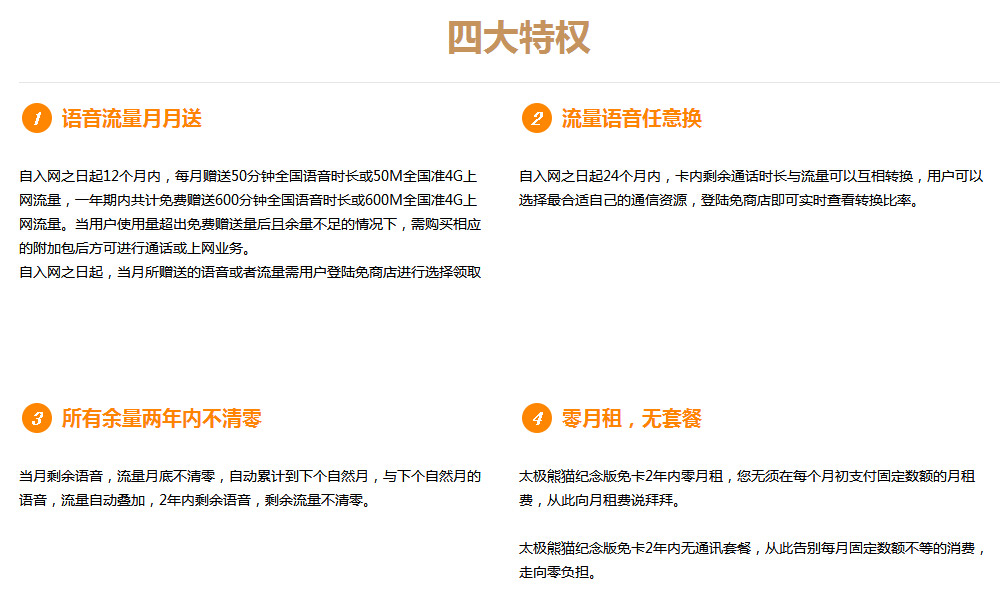 四大特权
1 语音流量月月送
自入网之日起12个月内，每月赠送50分钟全国语音时长或50M全国准4G上
网流量，一年期内共计免费赠送600分钟全国语音时长或600M全国准4G上
网流量。当用户使用量超出免费赠送量后且余量不足的情况下，需购买相应
的附加包后方可进行通话或上网业务。
自入网之日起，当月所赠送的语音或者流量需用户登陆免商店进行选择领取
2 流量语音任意换
自入网之日起24个月内，卡内剩余通话时长与流量可以互相转换，用户可以
选择最合适自己的通信资源，登陆免商店即可实时查看转换比率。
3 所有余量两年内不清零
当月剩余语音，流量月底不清零，自动累计到下个自然月，与下个自然月的
语音，流量自动叠加，2年内剩余语音，剩余流量不清零。
4 零月租，无套餐
太极熊猫纪念版免卡2年内零月租，您无须在每个月初支付固定数额的月租
费，从此向月租费说拜拜。
太极熊猫纪念版免卡2年内无通讯套餐，从此告别每月固定数额不等的消费，
走向零负担。